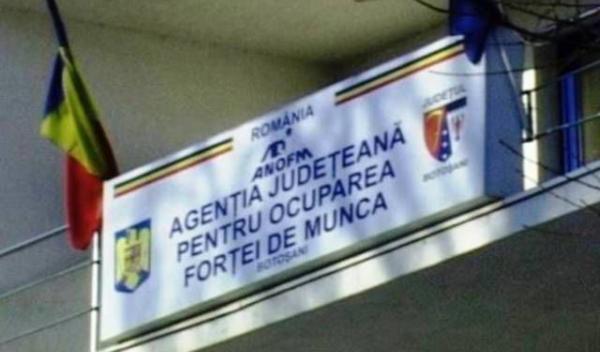 ROMÂNIA
ANOFM
AGENȚIA JUDEȚEANĂ
PENTRU OCUPAREA
FORȚEI DE MUNCA
BOTOȘANI
JUDEȚUL
BOTOȘANI